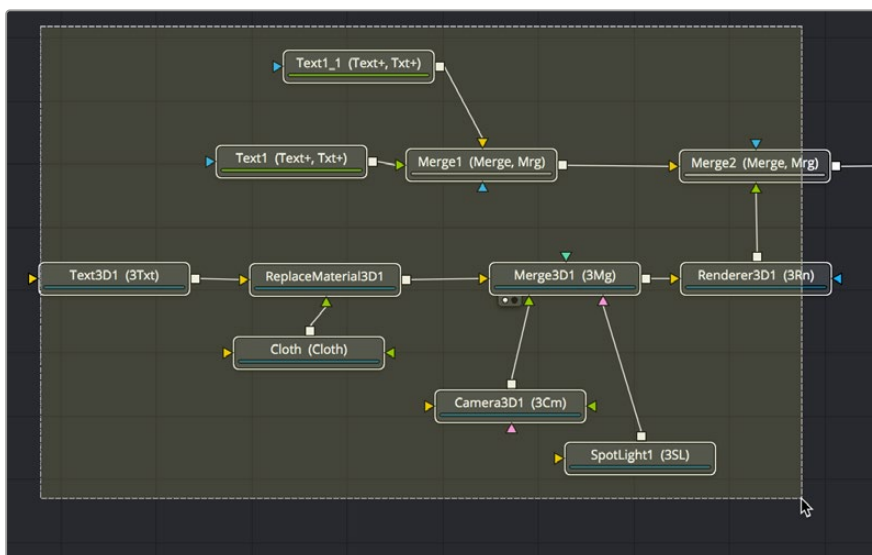 Text1_1 (Text+, Txt+)
Text1 (Text+, Txt+)
Merge1 (Merge, Mrg)
Merge2 (Merge, Mrg)
Text3D1 (3Txt)
ReplaceMaterial3D1
Merge3D1 (3Mg)
Renderer3D1 (3Rn)
Cloth (Cloth)
Camera3D1 (3Cm)
SpotLight1 (3SL)